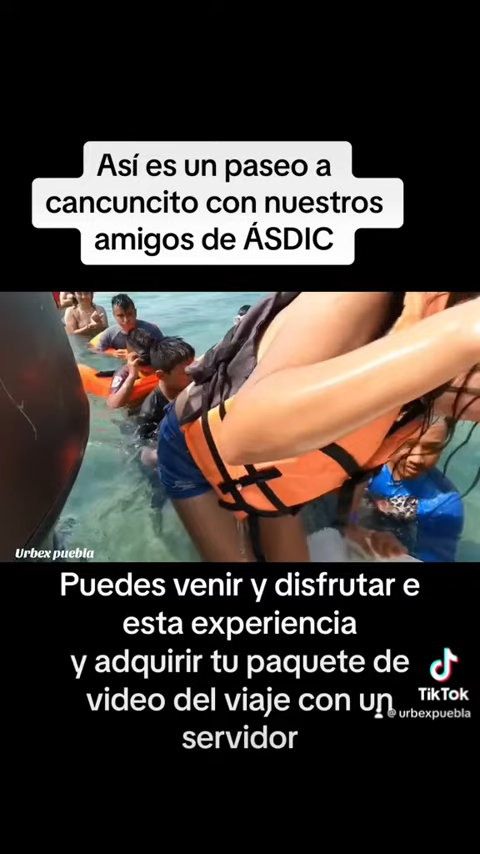 Así es un paseo a
cancuncito con nuestros
amigos de ÁSDIC
Urbex puebla
Puedes venir y disfrutar e
esta experiencia
y adquirir tu paquete de
video del viaje con un
servidor
TikTok
@urbexpuebla